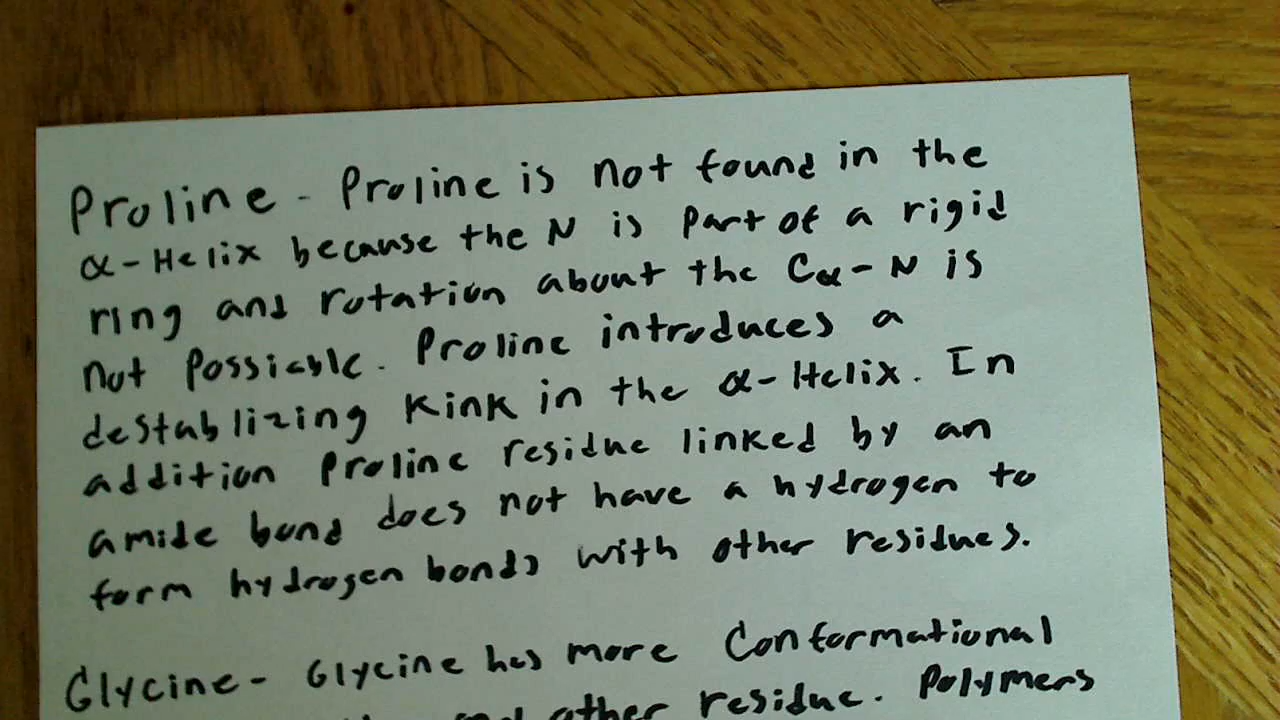 Proline - Proline is not found in the
α-Helix because the N is part of a rigid
ring and rotation about the Cα-N is
not possiable. Proline introduces a
destablizing kink in the α-Helix. In
addition proline residue linked by an
amide bond does not have a hydrogen to
form hydrogen bonds with other residues.
Glycine - Glycine has more Conformational
other residue. Polymers